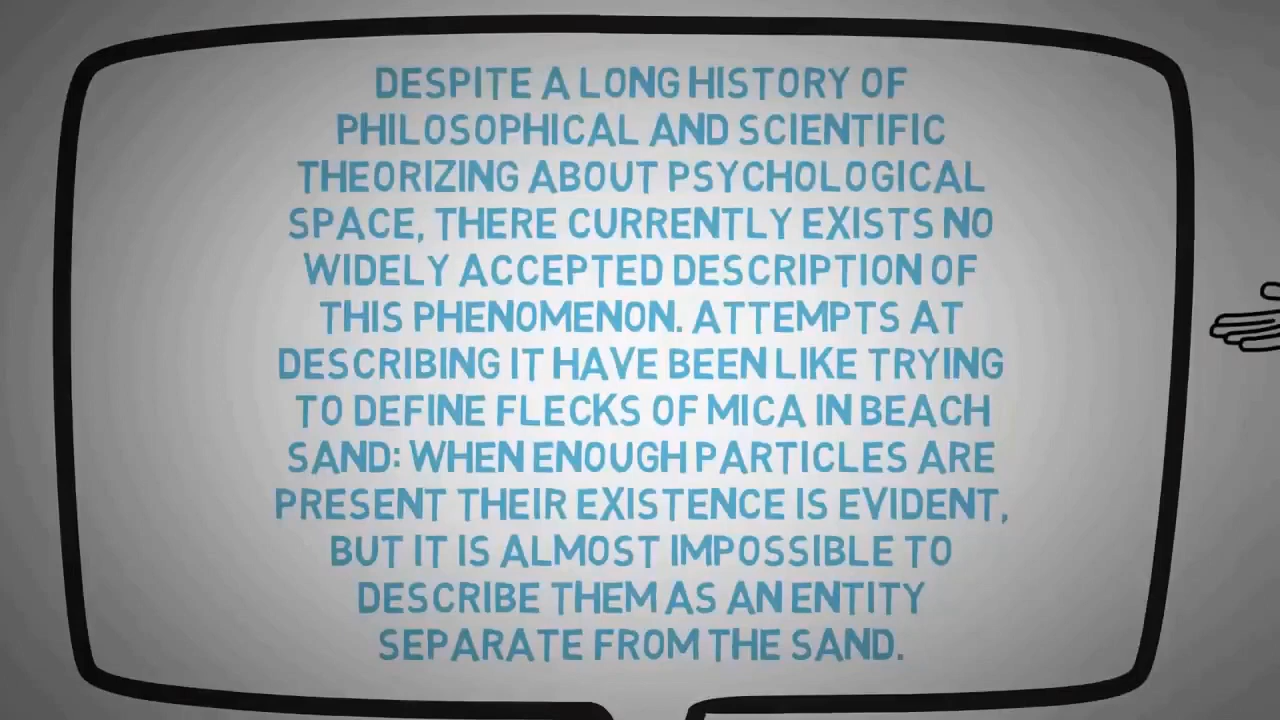 DESPITE A LONG HISTORY OF
PHILOSOPHICAL AND SCIENTIFIC
THEORIZING ABOUT PSYCHOLOGICAL
SPACE, THERE CURRENTLY EXISTS NO
WIDELY ACCEPTED DESCRIPTION OF
THIS PHENOMENON. ATTEMPTS AT
DESCRIBING IT HAVE BEEN LIKE TRYING
TO DEFINE FLECKS OF MICA IN BEACH
SAND: WHEN ENOUGH PARTICLES ARE
PRESENT THEIR EXISTENCE IS EVIDENT,
BUT IT IS ALMOST IMPOSSIBLE TO
DESCRIBE THEM AS AN ENTITY
SEPARATE FROM THE SAND.